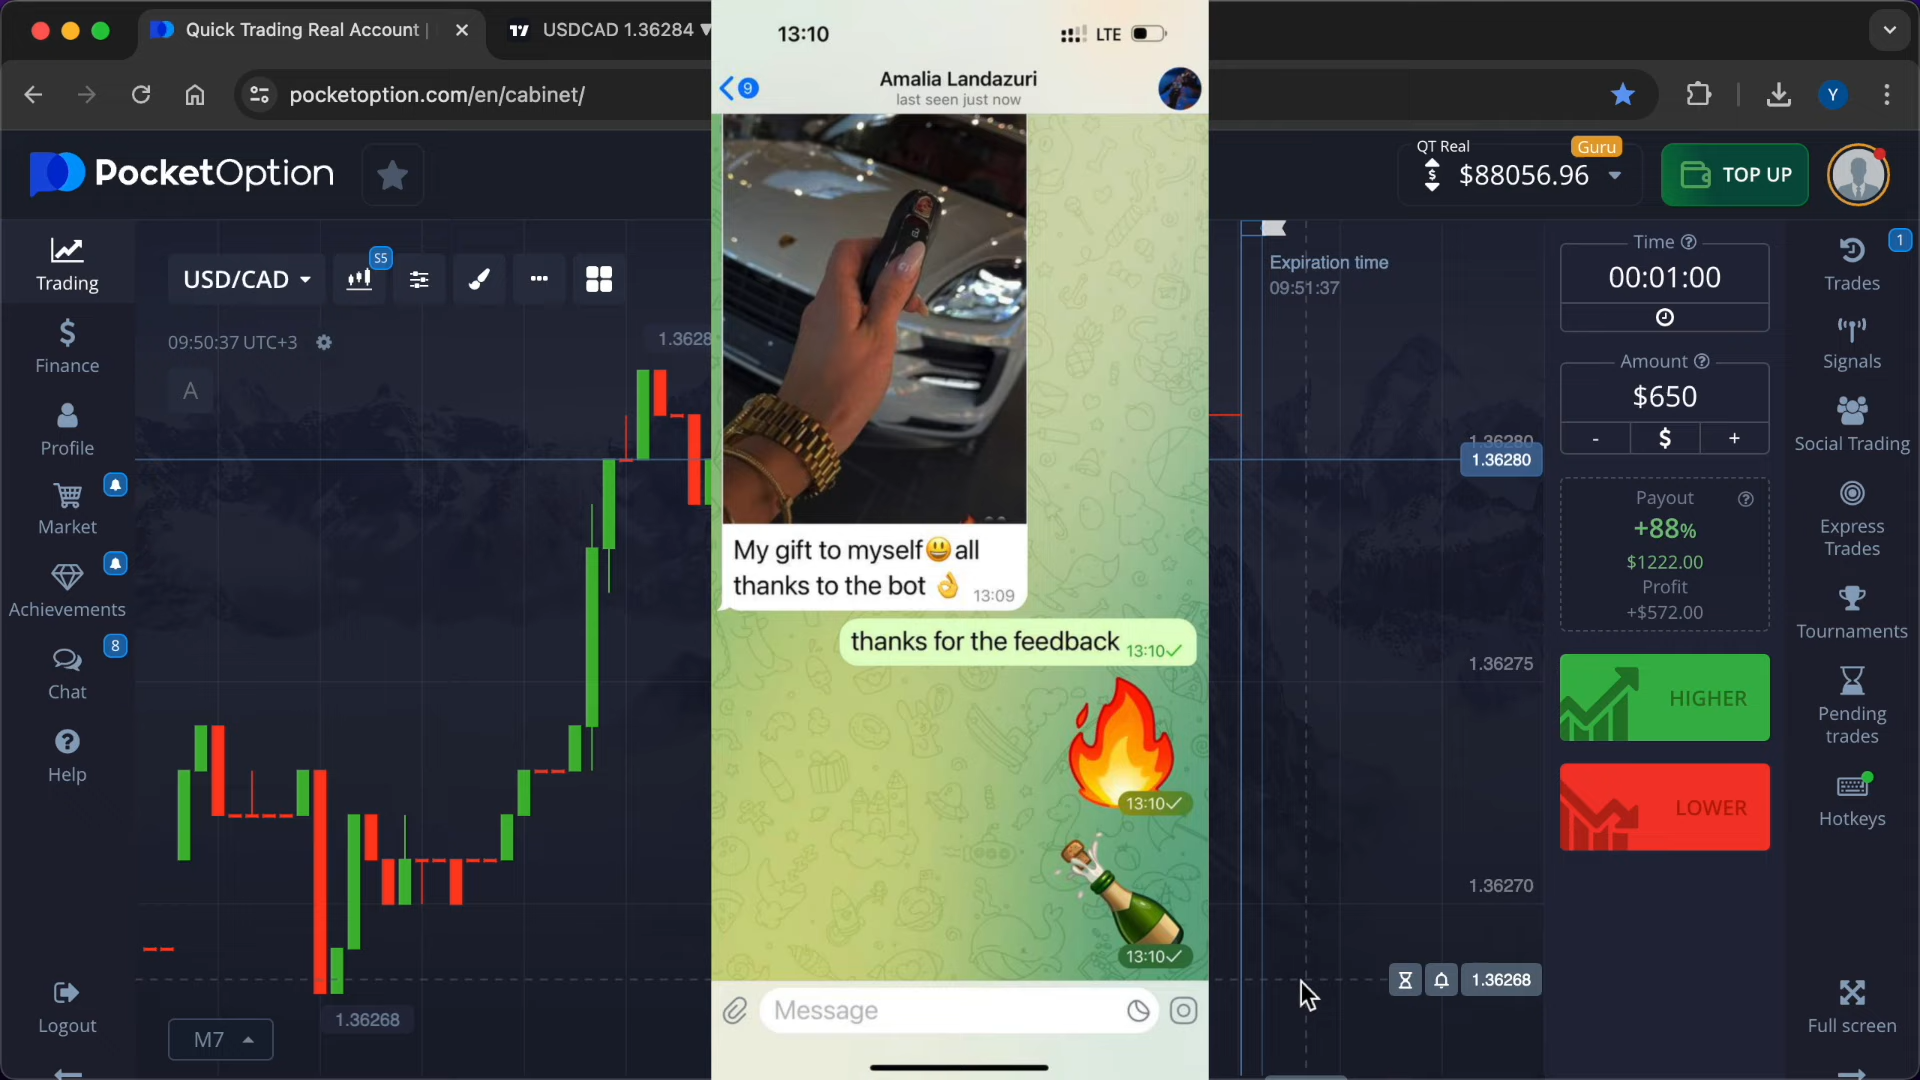 Quick Trading Real Account |
USDCAD 1.36284 ▼
pocketoption.com/en/cabinet/
Y
PocketOption
QT Real
Guru
$88056.96
TOP UP
Trading
Finance
Profile
Market
Achievements
8
Chat
Help
Logout
USD/CAD
S5
09:50:37 UTC+3
A
1.3628
1.36268
M7
13:10
LTE
9
Amalia Landazuri
last seen just now
My gift to myself😃all
thanks to the bot 👌 13:09
thanks for the feedback 13:10
13:10
13:10
Message
Expiration time
09:51:37
1.36280
1.36280
1.36275
1.36270
1.36268
Time
00:01:00
Amount
$650
- $ +
Payout
+88%
$1222.00
Profit
+$572.00
HIGHER
LOWER
1
Trades
Signals
Social Trading
Express
Trades
Tournaments
Pending
trades
Hotkeys
Full screen